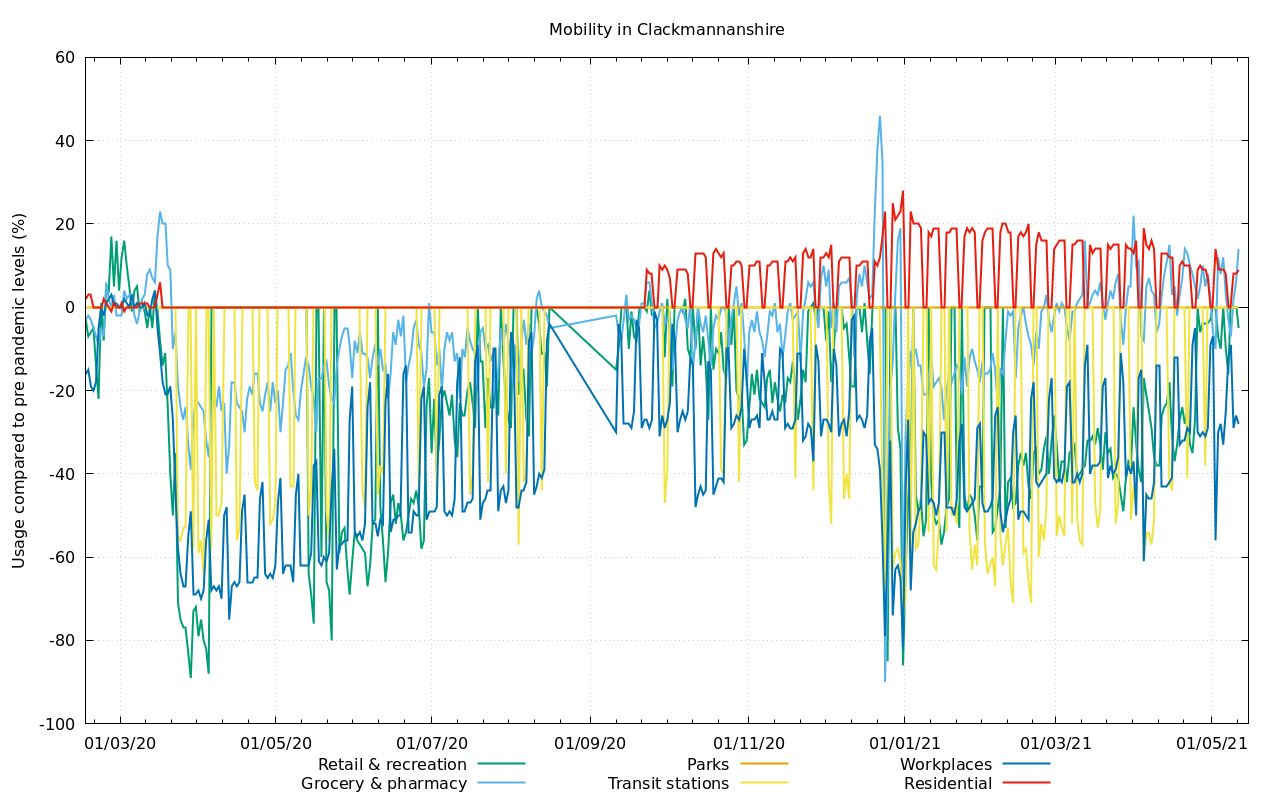 Mobility in Clackmannanshire
Usage compared to pre pandemic levels (%)
60
40
20
0
-20
-40
-60
-80
-100
01/03/20 01/05/20 01/07/20 01/09/20 01/11/20 01/01/21 01/03/21 01/05/21
Retail & recreation Parks Workplaces
Grocery & pharmacy Transit stations Residential